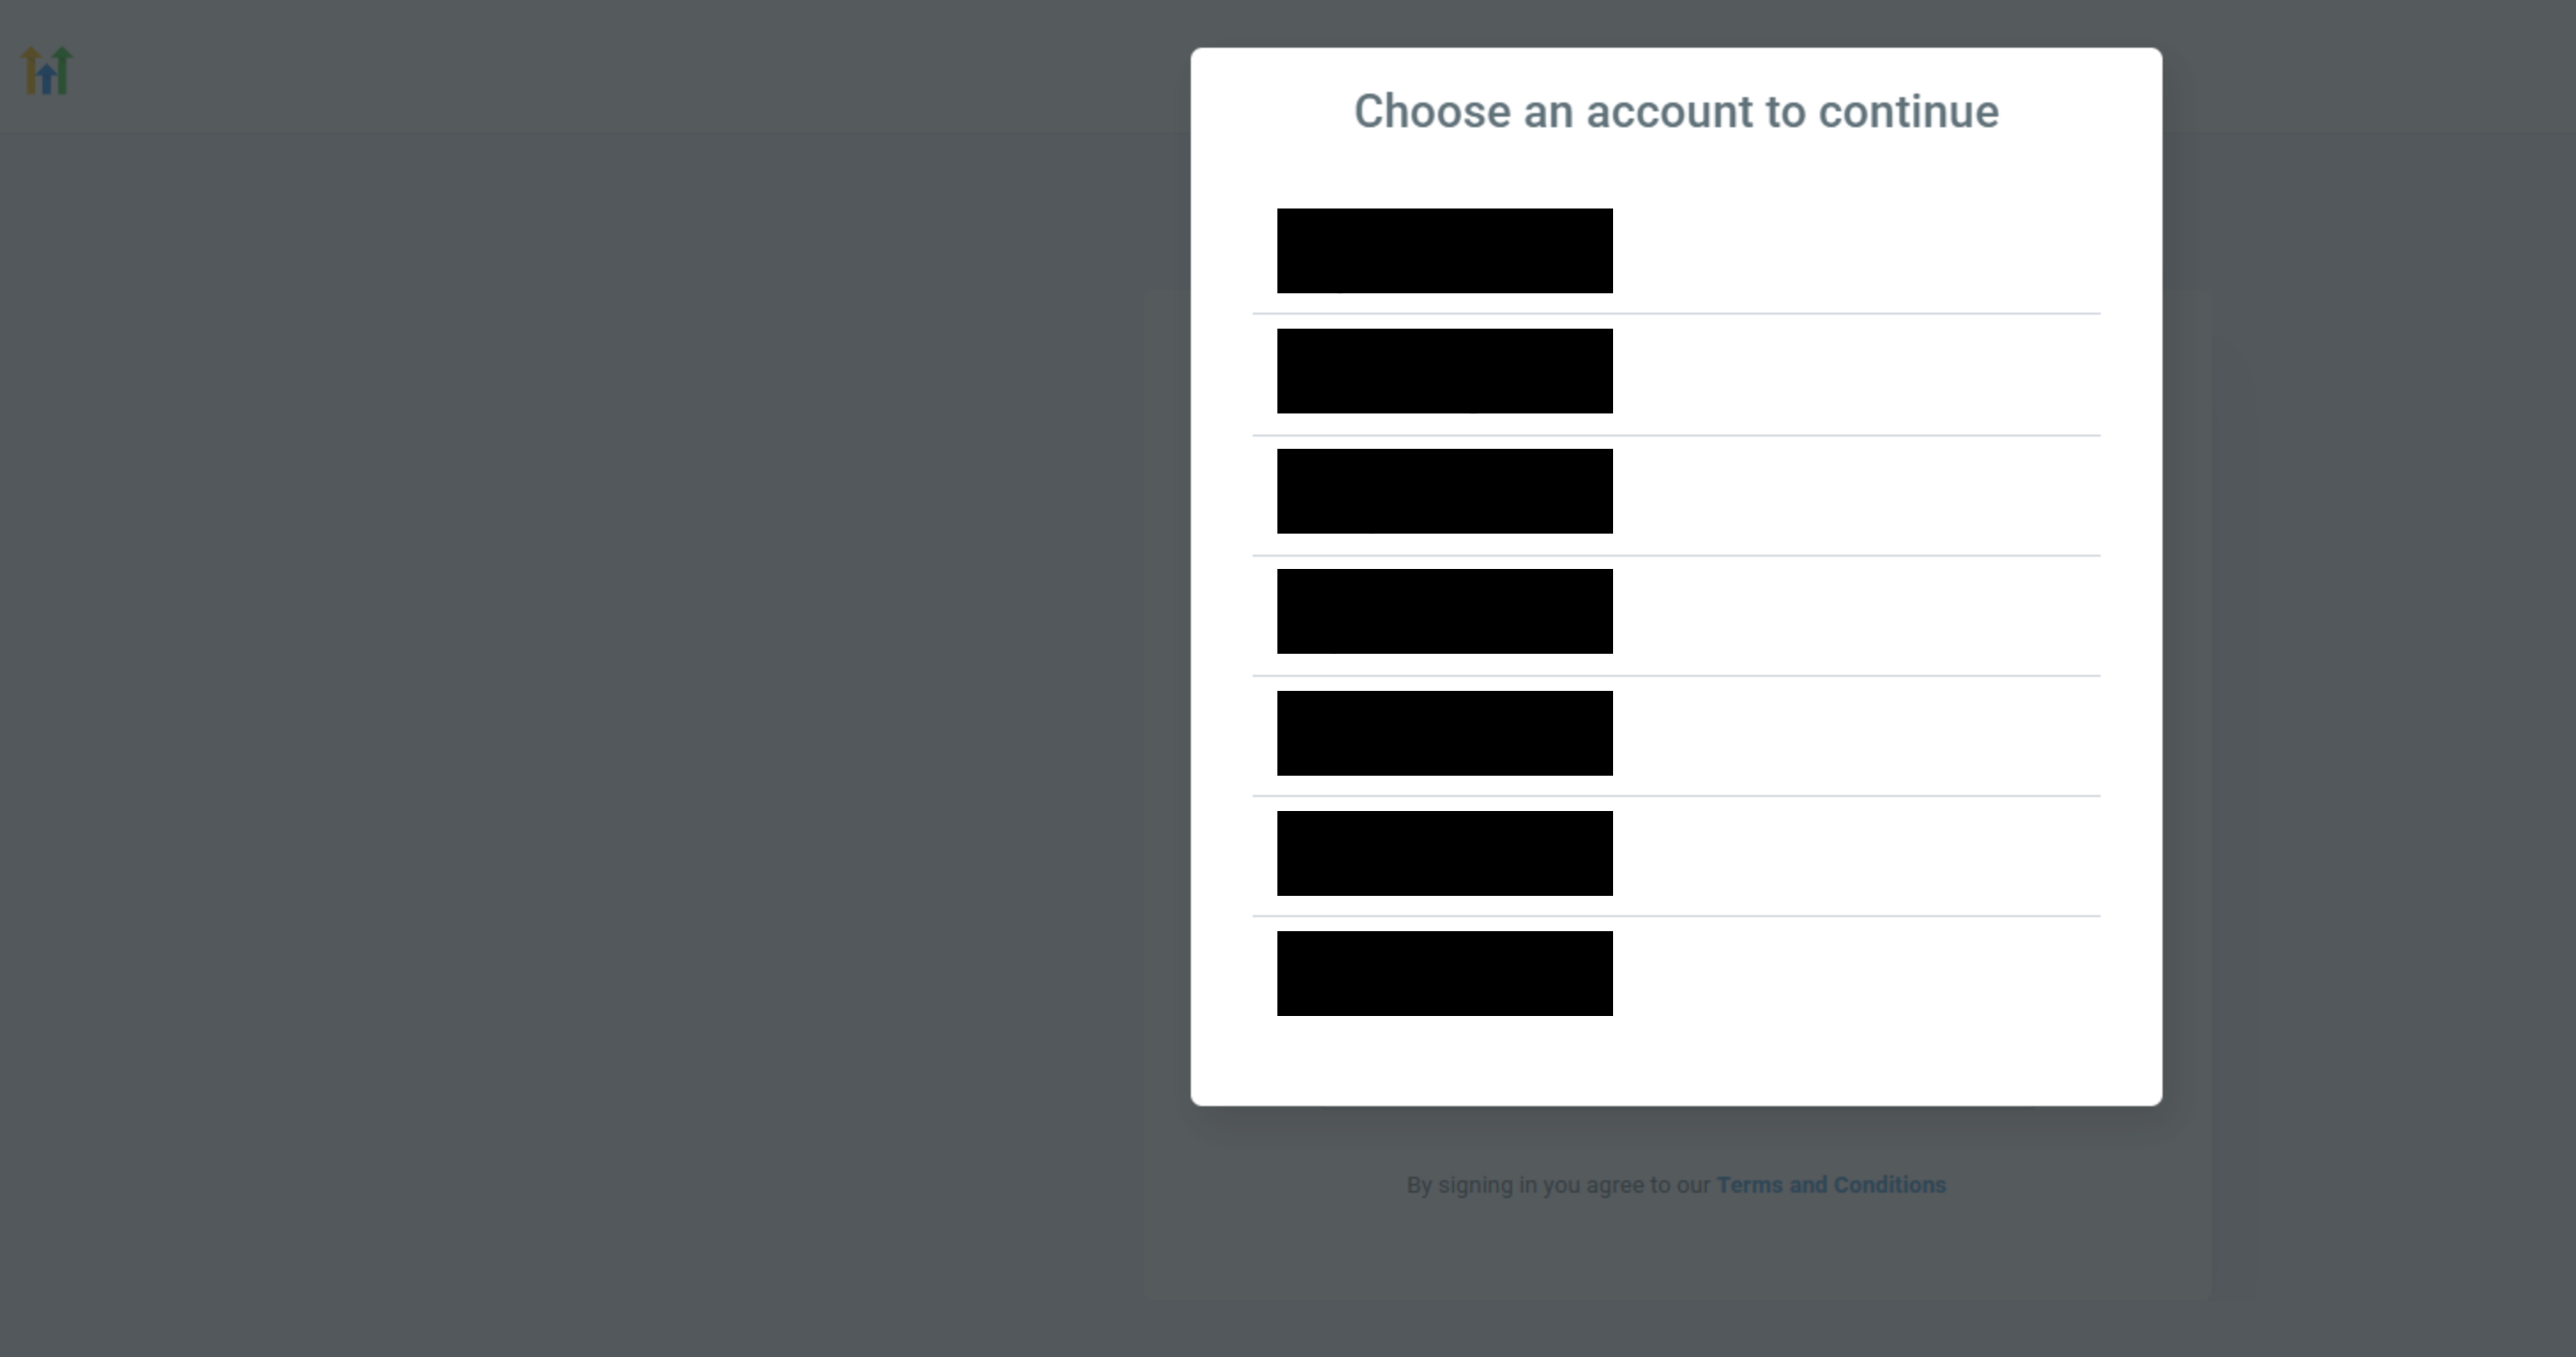 Choose an account to continue
By signing in you agree to our Terms and Conditions